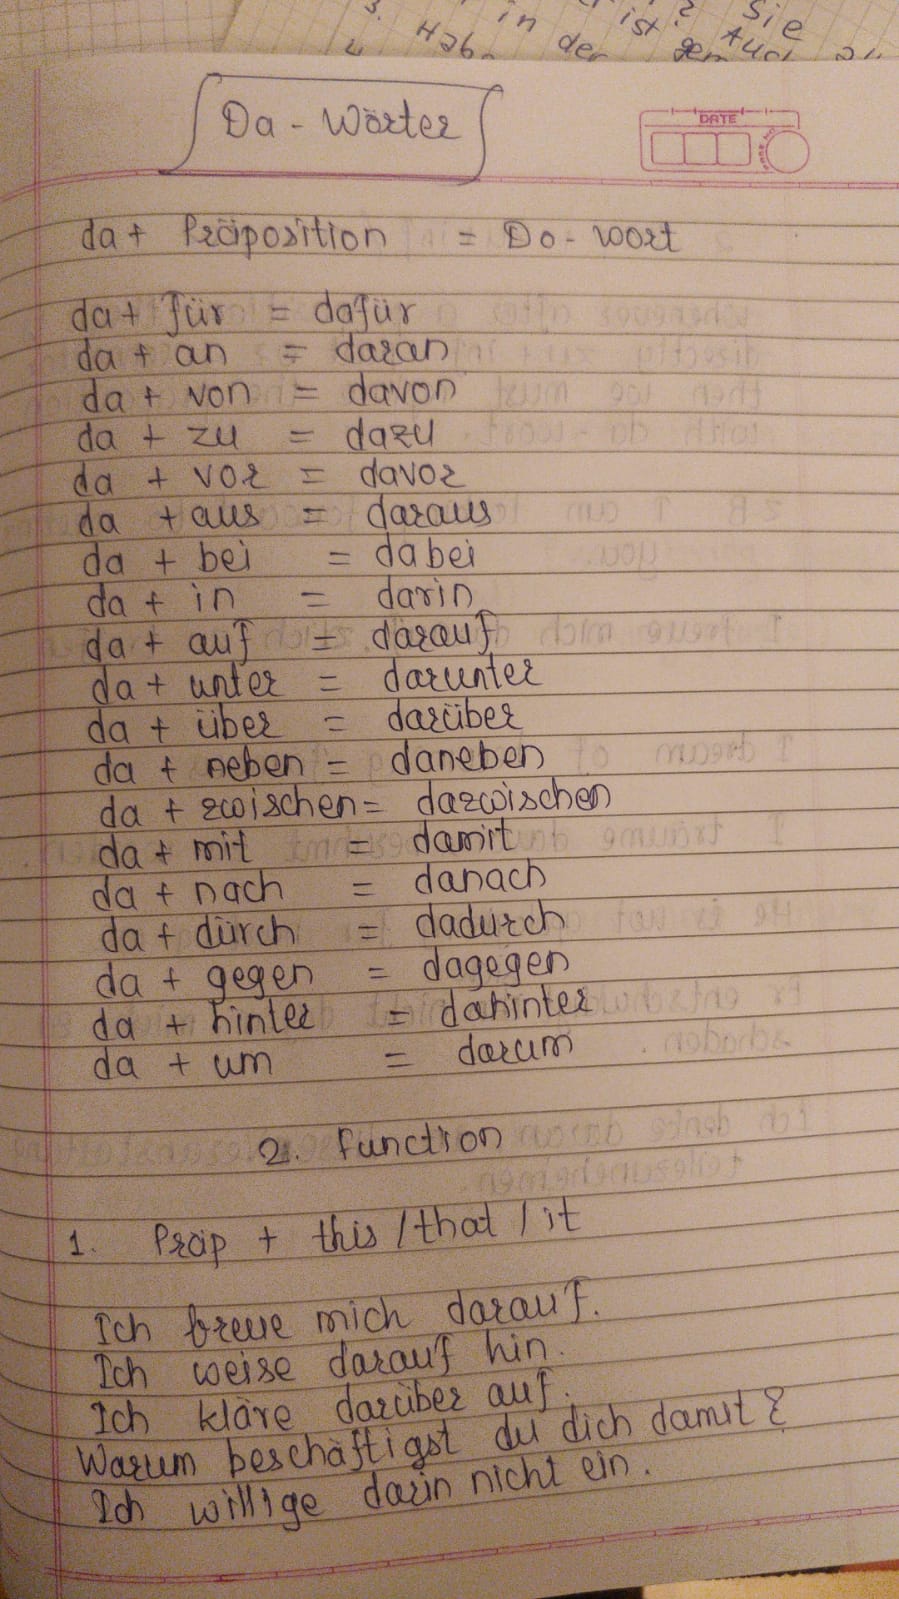 in ist ? Sie
Hab der gem Auch
Da - Wörter
DATE
da + Präposition = Do - wort
da + für = dafür
da + an = daran
da + von = davon
da + zu = dazu
da + vor = davor
da + aus = daraus
da + bei = dabei
da + in = darin
da + auf = darauf
da + unter = darunter
da + über = darüber
da + neben = daneben
da + zwischen = dazwischen
da + mit = damit
da + nach = danach
da + dürch = dadurch
da + gegen = dagegen
da + hinter = dahinter
da + um = darum
2. Function
1. Präp + this / that / it
Ich freue mich darauf.
Ich weise darauf hin.
Ich kläre darüber auf.
Warum beschäftigst du dich damit?
Ich willige darin nicht ein.